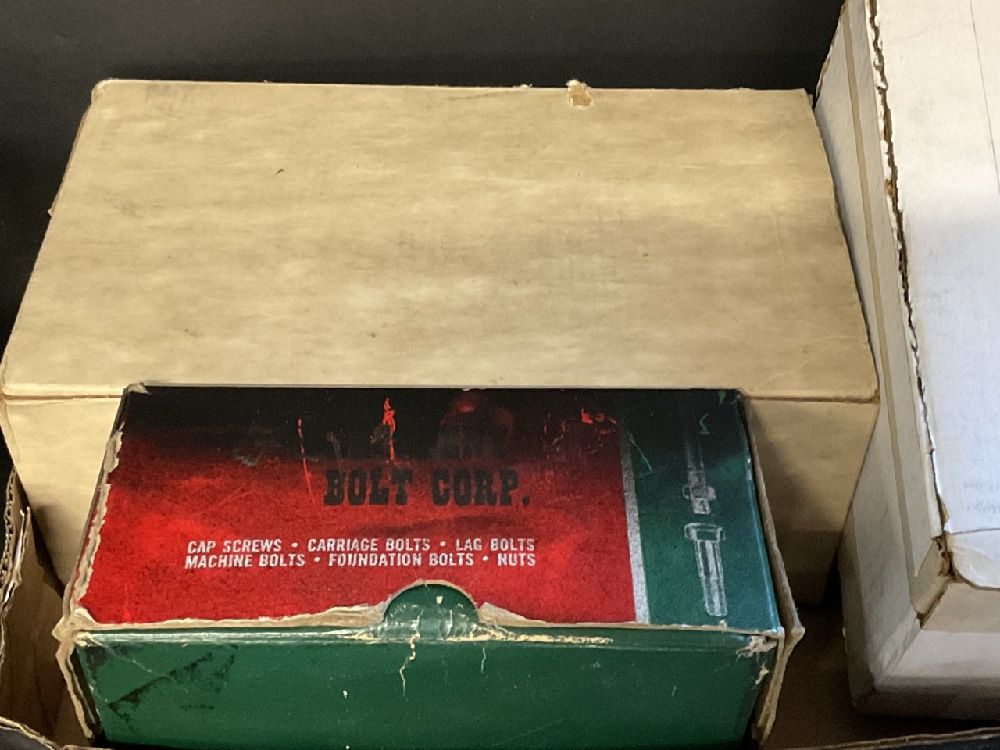 BOLT CORP.
CAP SCREWS • CARRIAGE BOLTS • LAG BOLTS
MACHINE BOLTS • FOUNDATION BOLTS • NUTS